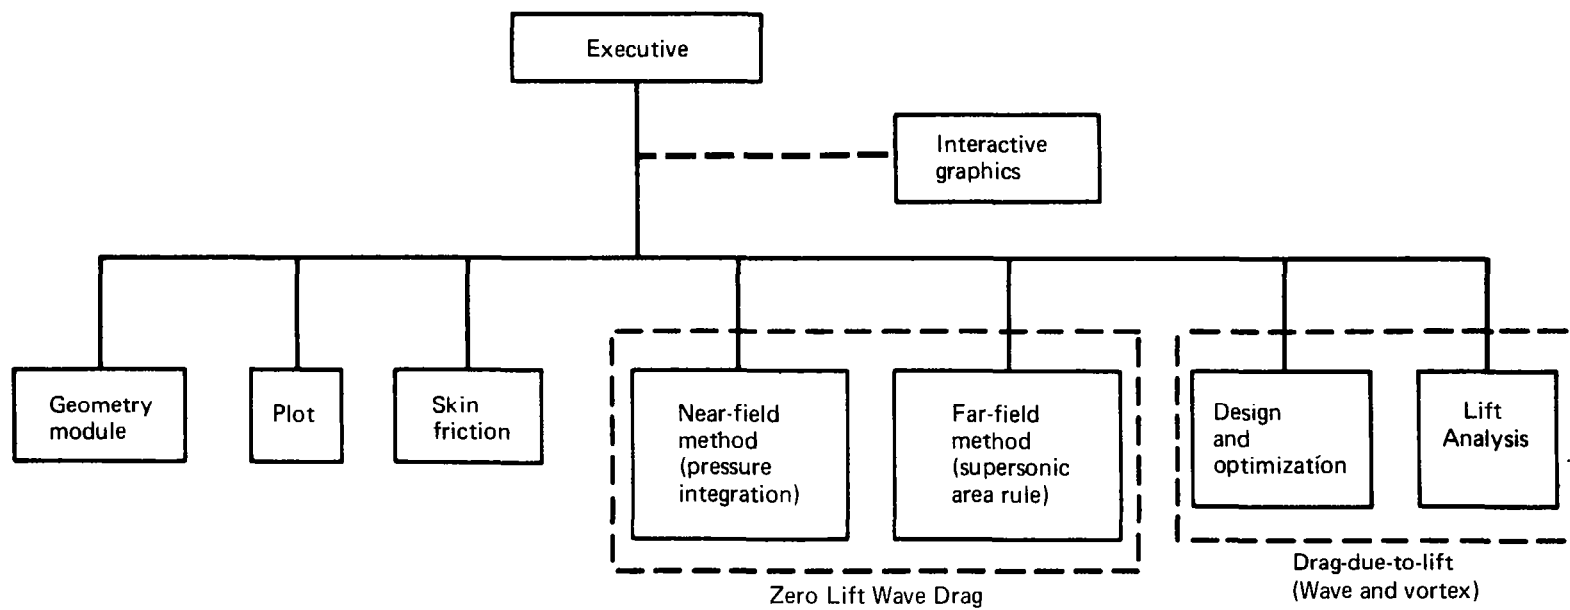 Executive
Interactive
graphics
Geometry
module
Plot
Skin
friction
Near-field
method
(pressure
integration)
Far-field
method
(supersonic
area rule)
Design
and
optimization
Lift
Analysis
Zero Lift Wave Drag
Drag-due-to-lift
(Wave and vortex)